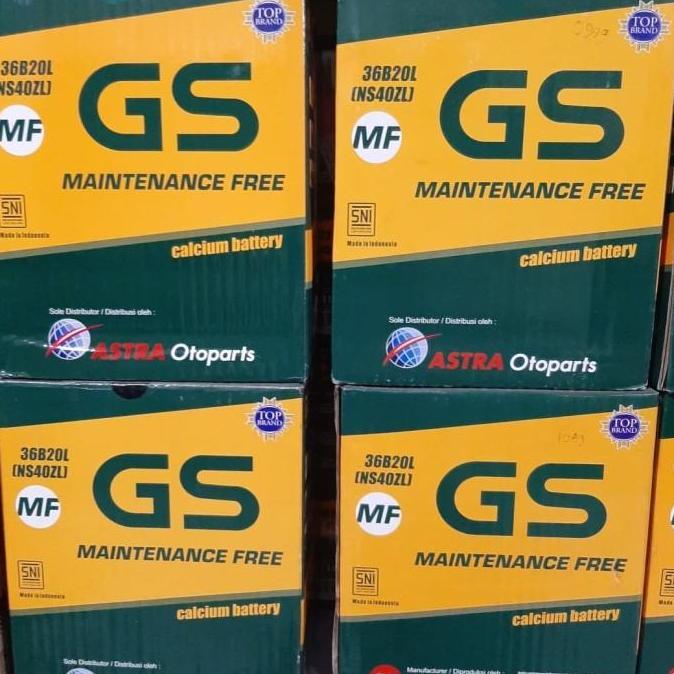 TOP
BRAND
36B20L
(NS40ZL)
GS
MF
MAINTENANCE FREE
SNI
Made in Indonesia
calcium battery
Sole Distributor / Distribusi oleh :
ASTRA Otoparts
TOP
BRAND
36B20L
(NS40ZL)
GS
MF
MAINTENANCE FREE
SNI
Made in Indonesia
calcium battery
Sole Distributor / Distribusi oleh :
ASTRA Otoparts
TOP
BRAND
36B20L
(NS40ZL)
GS
MF
MAINTENANCE FREE
SNI
Made in Indonesia
calcium battery
Sole Distributor / Distribusi oleh :
TOP
BRAND
36B20L
(NS40ZL)
GS
MF
MAINTENANCE FREE
SNI
Made in Indonesia
calcium battery
Manufacturer / Diproduksi oleh :